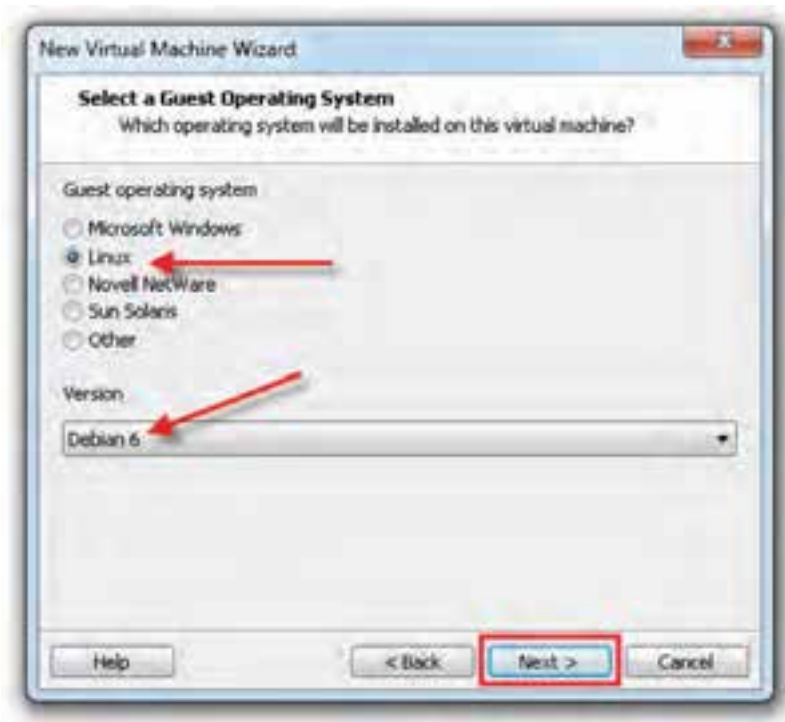 New Virtual Machine Wizard
Select a Guest Operating System
Which operating system will be installed on this virtual machine?
Guest operating system
Microsoft Windows
Linux
Novell NetWare
Sun Solaris
Other
Version
Debian 6
Help
< Back
Next >
Cancel